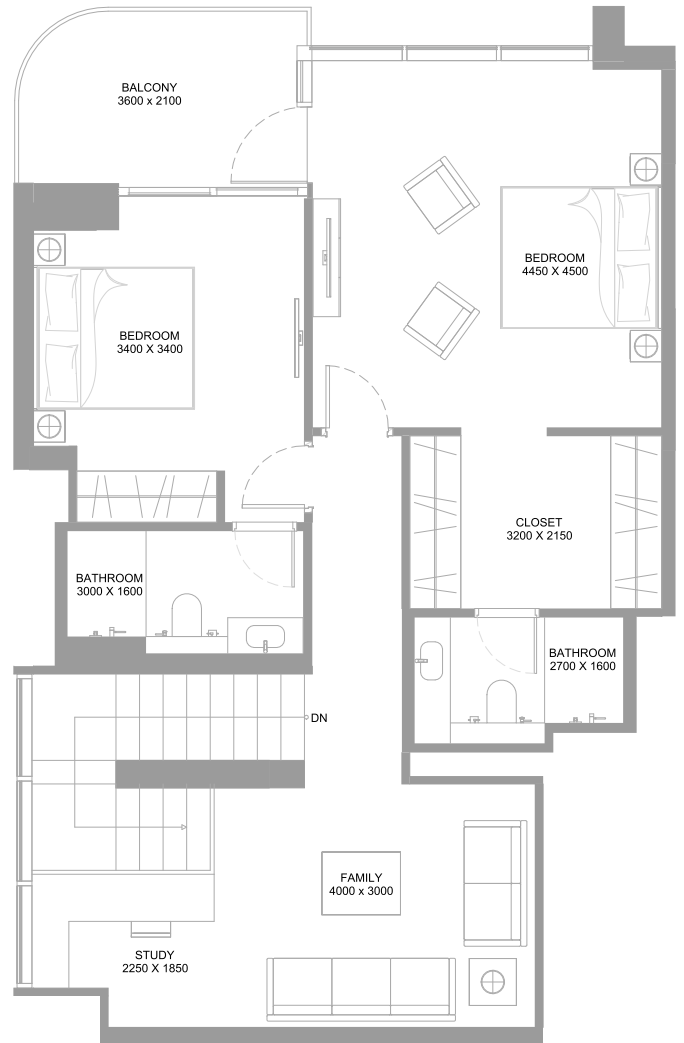 BALCONY
3600 x 2100
BEDROOM
4450 X 4500
BEDROOM
3400 X 3400
CLOSET
3200 X 2150
BATHROOM
3000 X 1600
BATHROOM
2700 X 1600
DN
FAMILY
4000 x 3000
STUDY
2250 X 1850